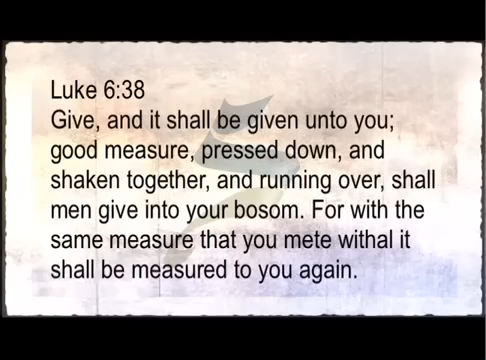 Luke 6:38
Give, and it shall be given unto you;
good measure, pressed down, and
shaken together, and running over, shall
men give into your bosom. For with the
same measure that you mete withal it
shall be measured to you again.